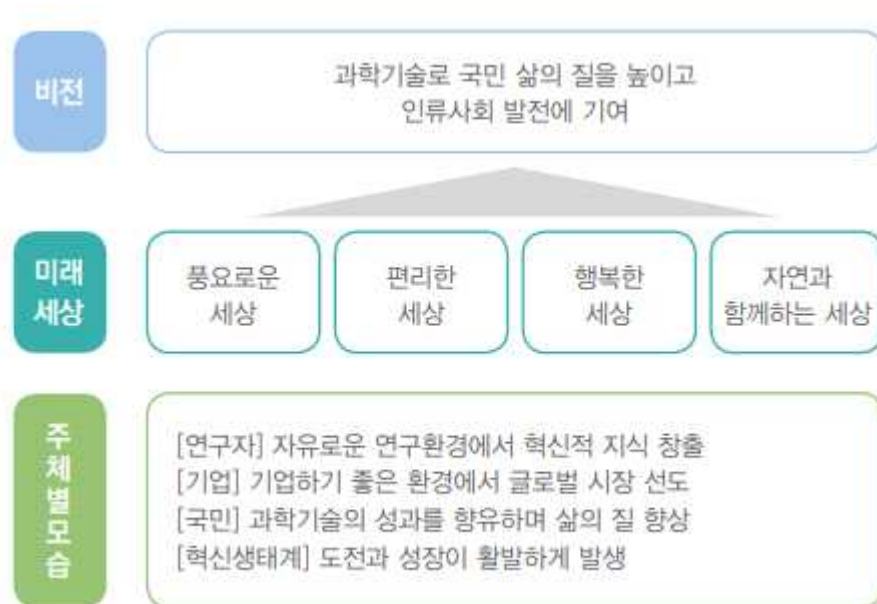 비전
과학기술로 국민 삶의 질을 높이고
인류사회 발전에 기여
미래
세상
풍요로운
세상
편리한
세상
행복한
세상
자연과
함께하는 세상
주체별모습
[연구자] 자유로운 연구환경에서 혁신적 지식 창출
[기업] 기업하기 좋은 환경에서 글로벌 시장 선도
[국민] 과학기술의 성과를 향유하며 삶의 질 향상
[혁신생태계] 도전과 성장이 활발하게 발생